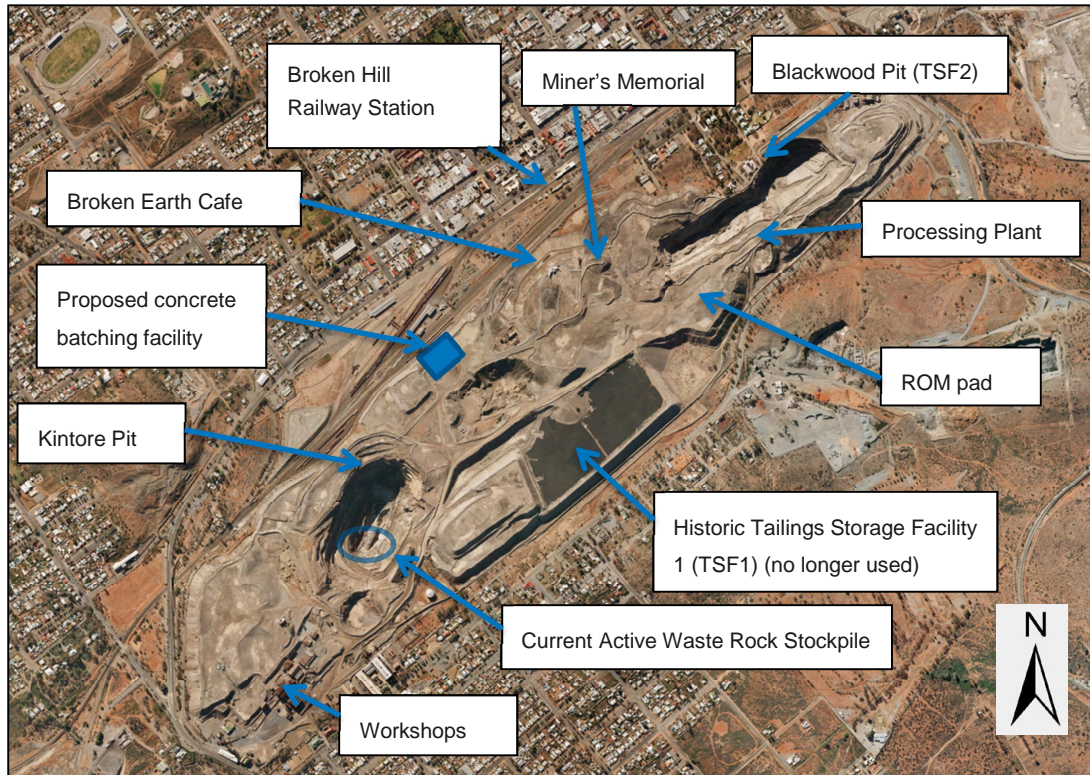 Broken Hill
Railway Station
Miner's Memorial
Blackwood Pit (TSF2)
Broken Earth Cafe
Processing Plant
Proposed concrete
batching facility
ROM pad
Kintore Pit
Historic Tailings Storage Facility
1 (TSF1) (no longer used)
Current Active Waste Rock Stockpile
Workshops
N